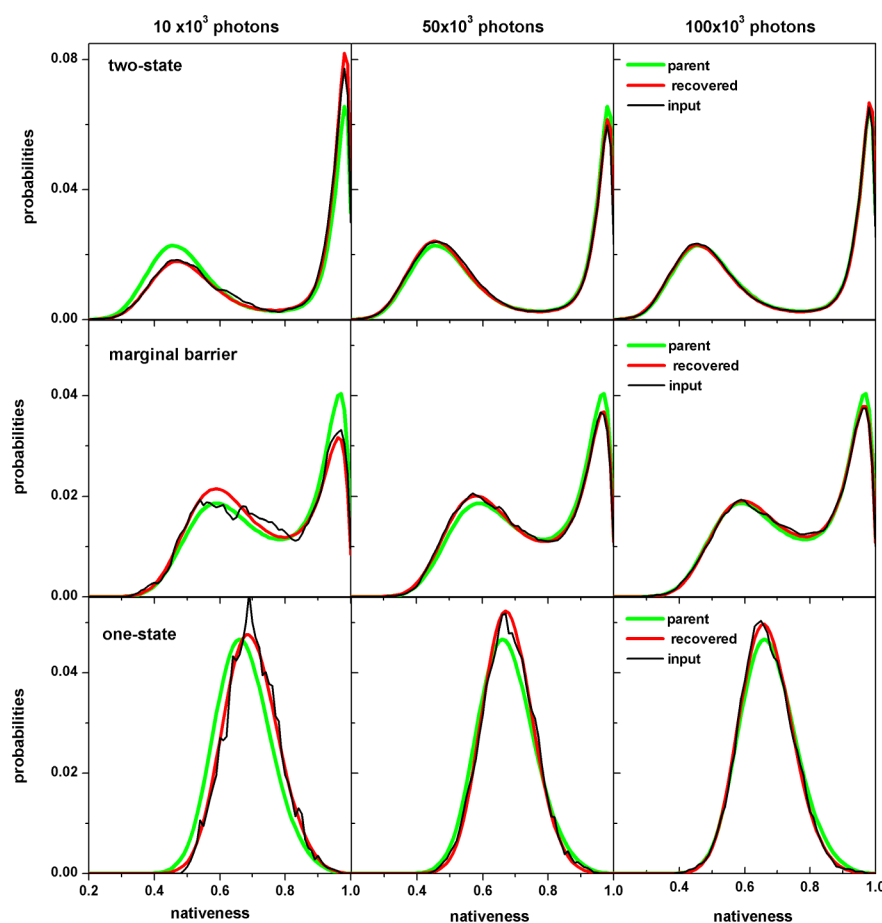 10 x10³ photons
50x10³ photons
100x10³ photons
two-state
parent
recovered
input
0.08
0.04
0.00
probabilities
marginal barrier
parent
recovered
input
0.04
0.02
0.00
probabilities
one-state
parent
recovered
input
0.04
0.02
0.00
probabilities
0.2 0.4 0.6 0.8 1.0
0.4 0.6 0.8 1.0
0.4 0.6 0.8 1.0
nativeness
nativeness
nativeness